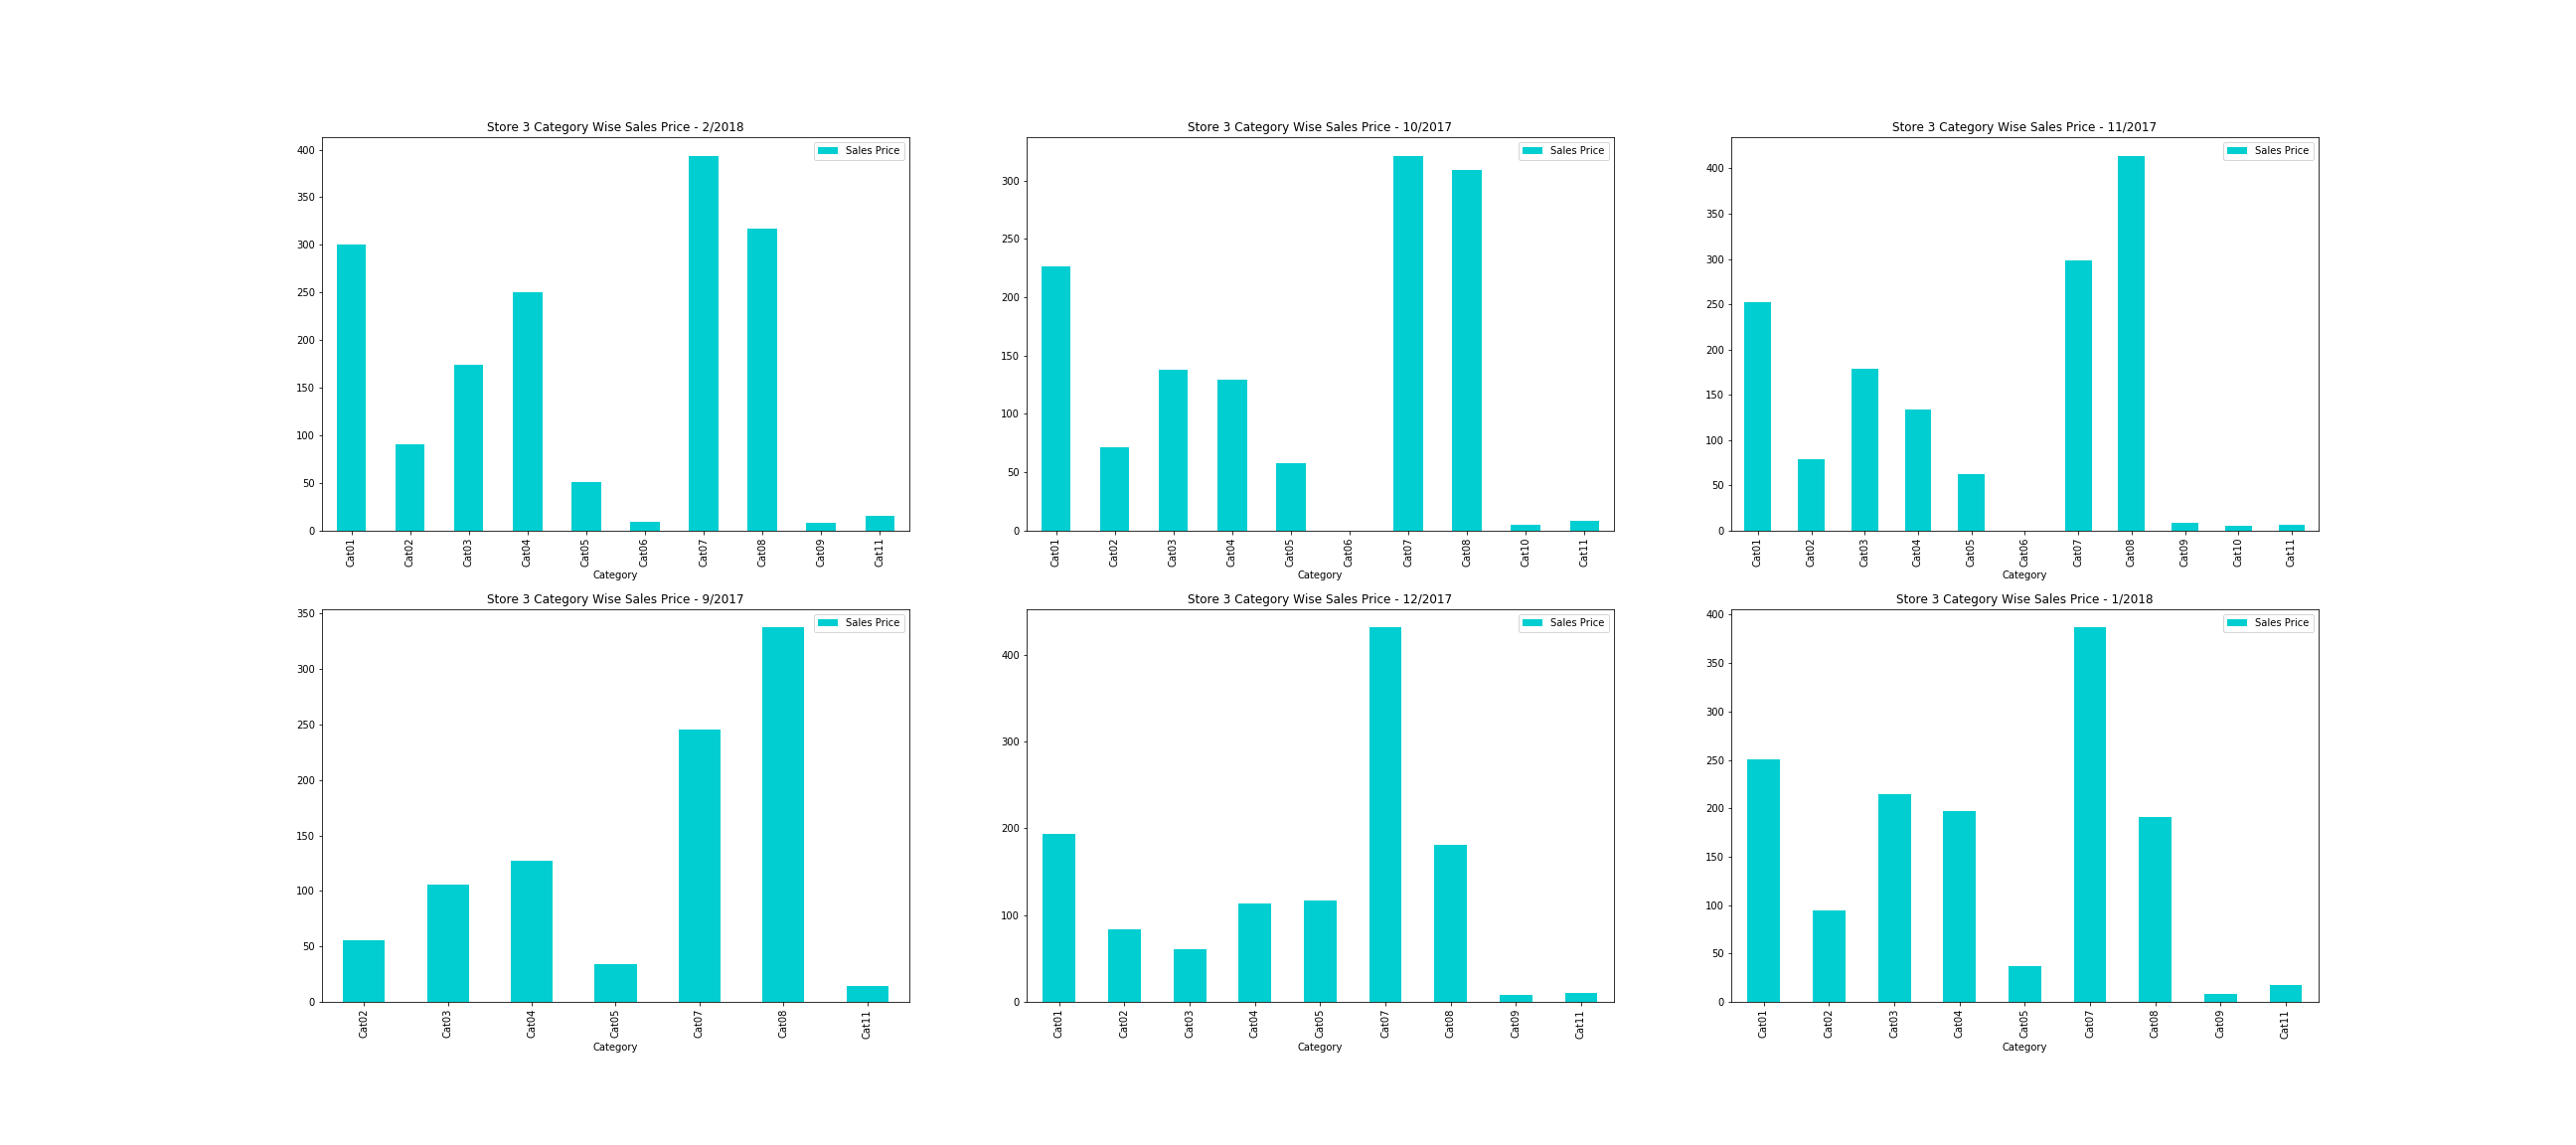 Store 3 Category Wise Sales Price - 2/2018
Sales Price
400
350
300
250
200
150
100
50
0
Cat01
Cat02
Cat03
Cat04
Cat05
Cat06
Cat07
Cat08
Cat09
Cat11
Category
Store 3 Category Wise Sales Price - 10/2017
Sales Price
300
250
200
150
100
50
0
Cat01
Cat02
Cat03
Cat04
Cat05
Cat06
Cat07
Cat08
Cat10
Cat11
Category
Store 3 Category Wise Sales Price - 11/2017
Sales Price
400
350
300
250
200
150
100
50
0
Cat01
Cat02
Cat03
Cat04
Cat05
Cat06
Cat07
Cat08
Cat09
Cat10
Cat11
Category
Store 3 Category Wise Sales Price - 9/2017
Sales Price
350
300
250
200
150
100
50
0
Cat02
Cat03
Cat04
Cat05
Cat07
Cat08
Cat11
Category
Store 3 Category Wise Sales Price - 12/2017
Sales Price
400
300
200
100
0
Cat01
Cat02
Cat03
Cat04
Cat05
Cat07
Cat08
Cat09
Cat11
Category
Store 3 Category Wise Sales Price - 1/2018
Sales Price
400
350
300
250
200
150
100
50
0
Cat01
Cat02
Cat03
Cat04
Cat05
Cat07
Cat08
Cat09
Cat11
Category